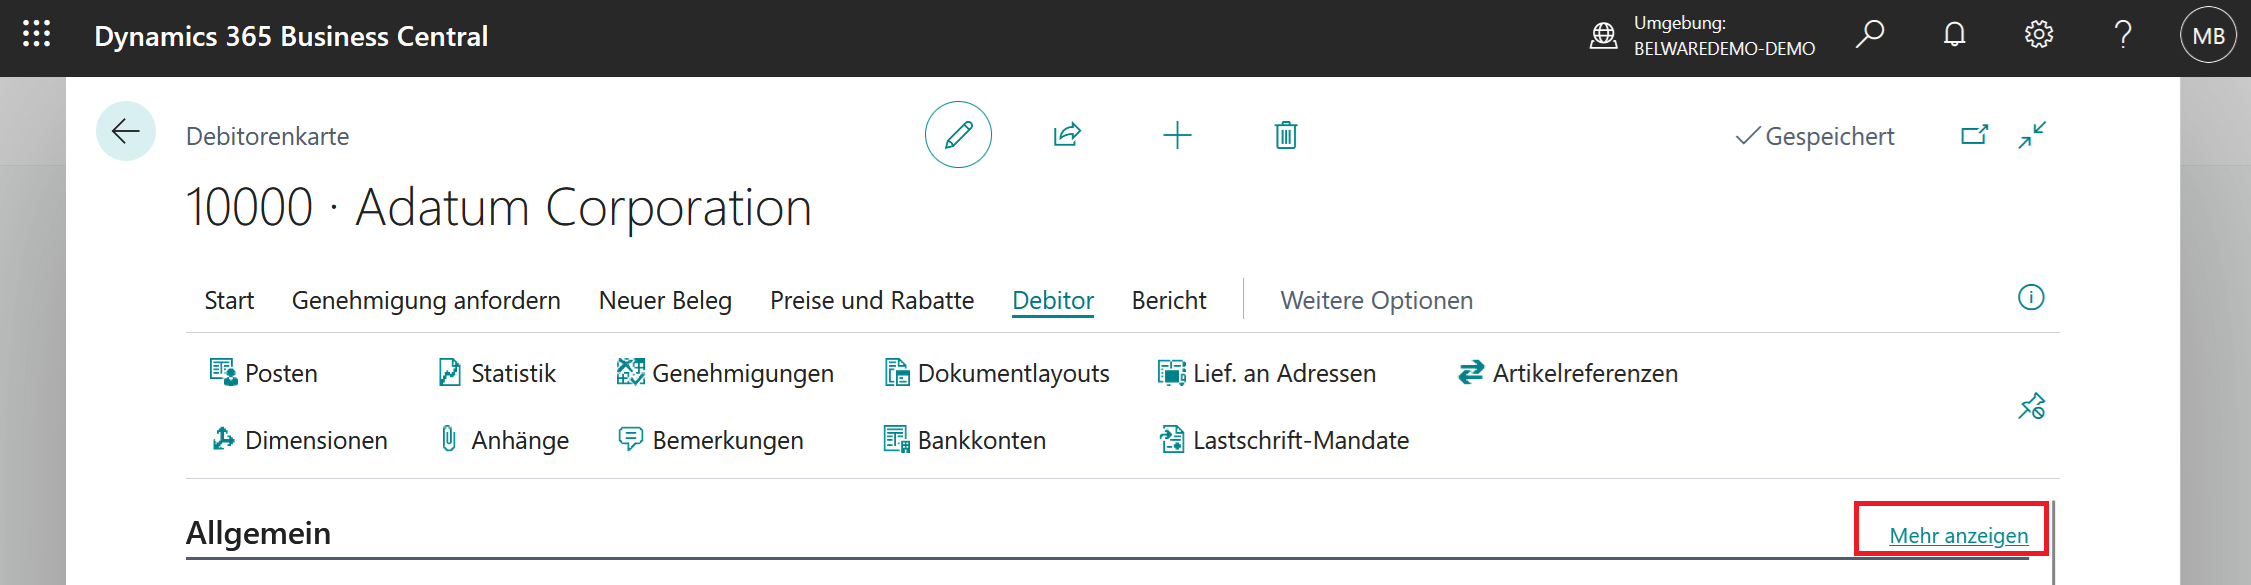 Dynamics 365 Business Central
Umgebung:
BELWAREDEMO-DEMO
MB
Debitorenkarte
Gespeichert
10000 · Adatum Corporation
Start Genehmigung anfordern Neuer Beleg Preise und Rabatte Debitor Bericht Weitere Optionen
Posten Statistik Genehmigungen Dokumentlayouts Lief. an Adressen Artikelreferenzen
Dimensionen Anhänge Bemerkungen Bankkonten Lastschrift-Mandate
Allgemein Mehr anzeigen